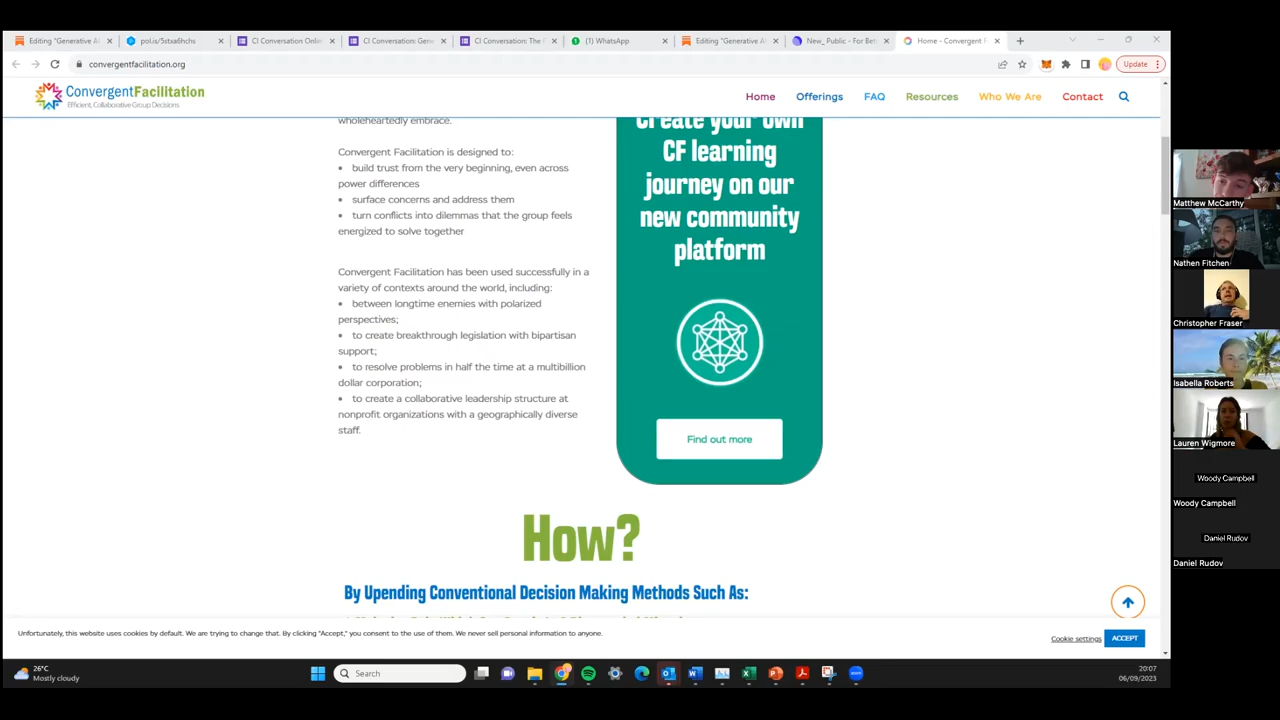 Editing "Generative AI
pol.is/5stxa6hchs
CI Conversation Onlin
CI Conversation: Gene
CI Conversation: The E
(1) WhatsApp
Editing "Generative AI
New_ Public - For Bet
Home - Convergent F
convergentfacilitation.org
Update
ConvergentFacilitation
Efficient, Collaborative Group Decisions
Home
Offerings
FAQ
Resources
Who We Are
Contact
wholeheartedly embrace.
Convergent Facilitation is designed to:
• build trust from the very beginning, even across
power differences
• surface concerns and address them
• turn conflicts into dilemmas that the group feels
energized to solve together
Convergent Facilitation has been used successfully in a
variety of contexts around the world, including:
• between longtime enemies with polarized
perspectives;
• to create breakthrough legislation with bipartisan
support;
• to resolve problems in half the time at a multibillion
dollar corporation;
• to create a collaborative leadership structure at
nonprofit organizations with a geographically diverse
staff.
Create your own
CF learning
journey on our
new community
platform
Find out more
How?
By Upending Conventional Decision Making Methods Such As:
Unfortunately, this website uses cookies by default. We are trying to change that. By clicking "Accept," you consent to the use of them. We never sell personal information to anyone.
Cookie settings
ACCEPT
26°C
Mostly cloudy
Search
20:07
06/09/2023
Matthew McCarthy
Nathen Fitchen
Christopher Fraser
Isabella Roberts
Lauren Wigmore
Woody Campbell
Woody Campbell
Daniel Rudov
Daniel Rudov